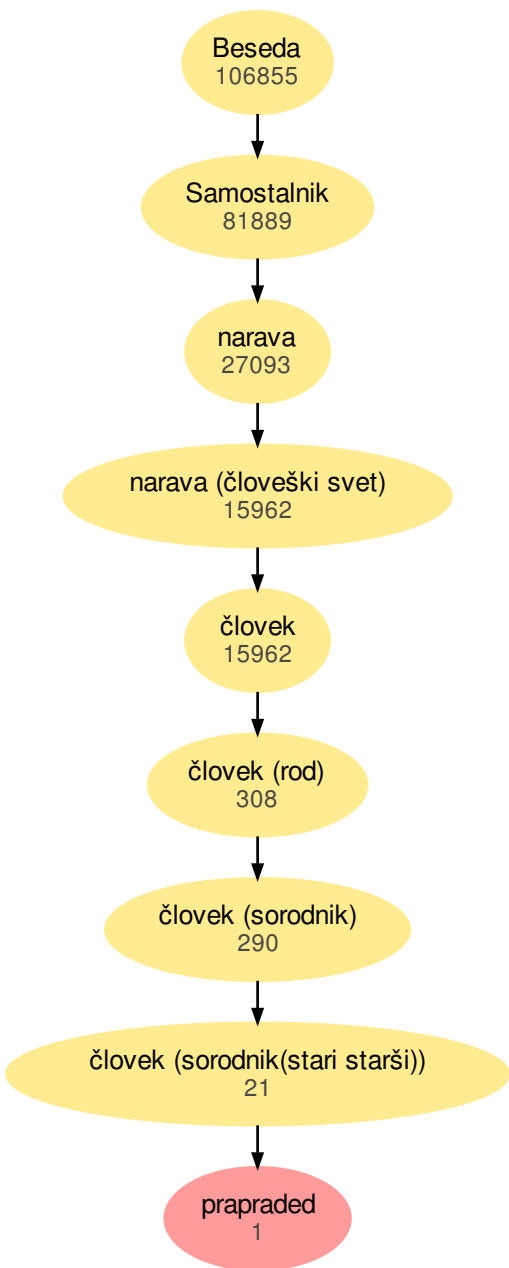 Beseda
106855
Samostalnik
81889
narava
27093
narava (človeški svet)
15962
človek
15962
človek (rod)
308
človek (sorodnik)
290
človek (sorodnik(stari starši))
21
prapraded
1